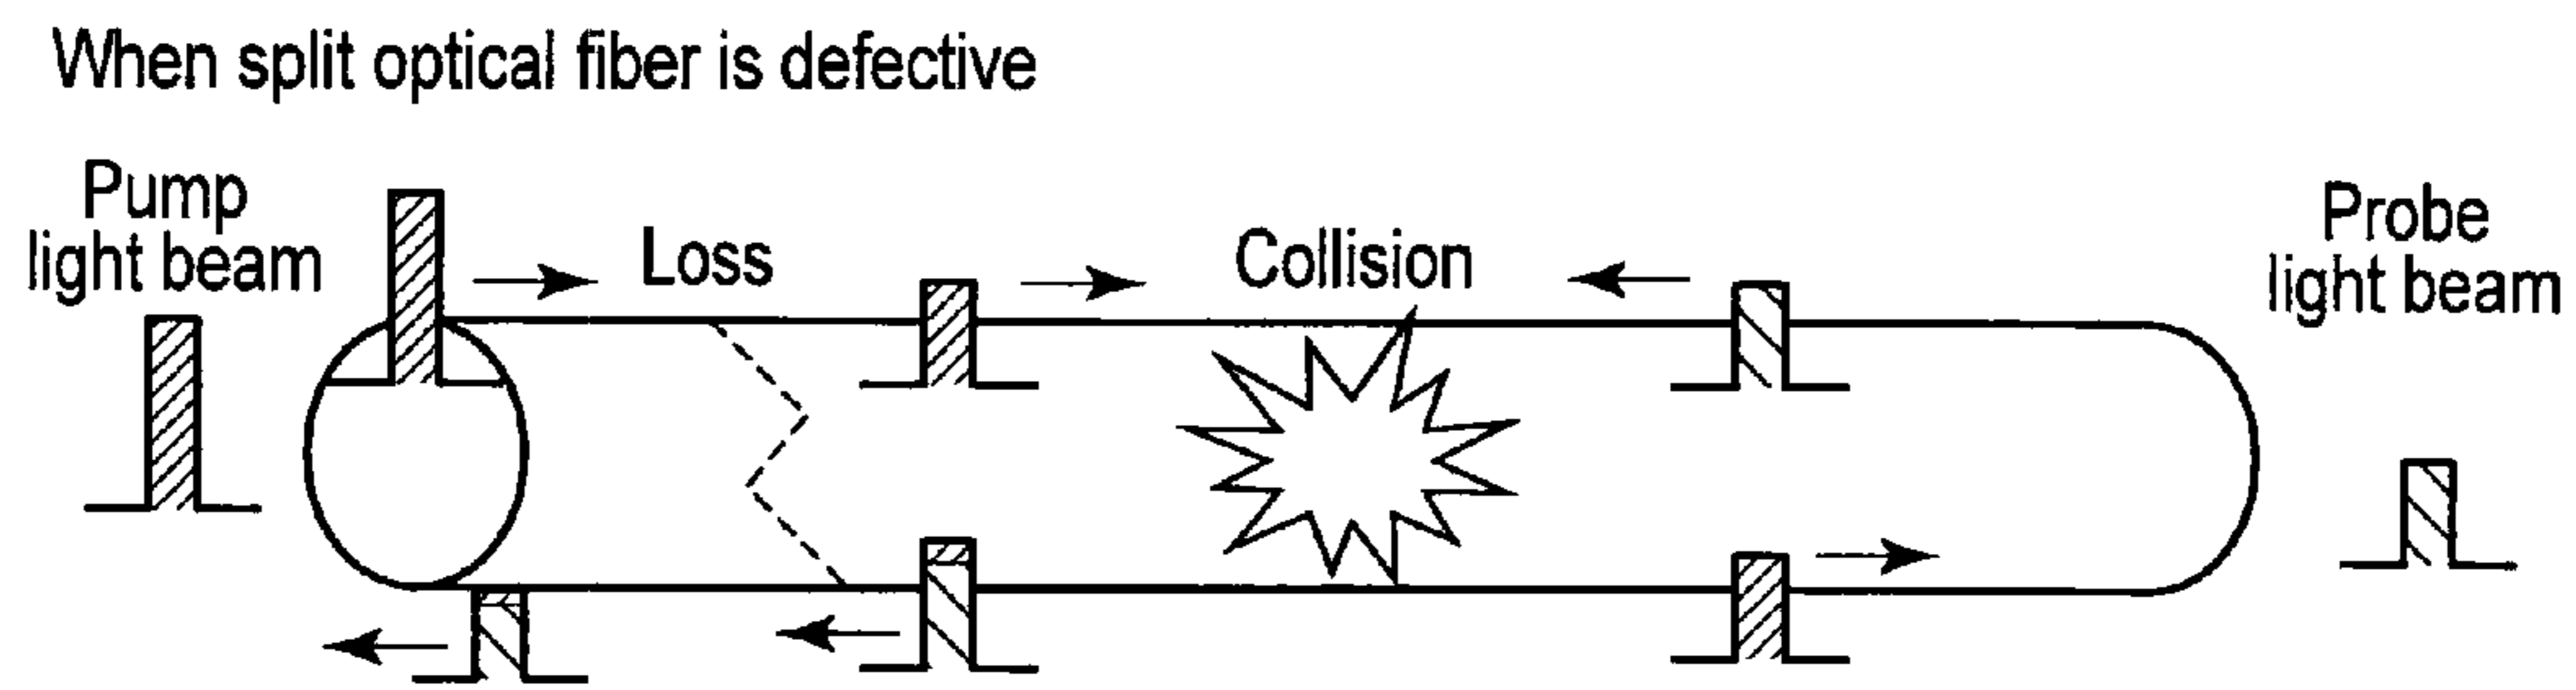 When split optical fiber is defective
Pump
light beam
Loss
Collision
Probe
light beam